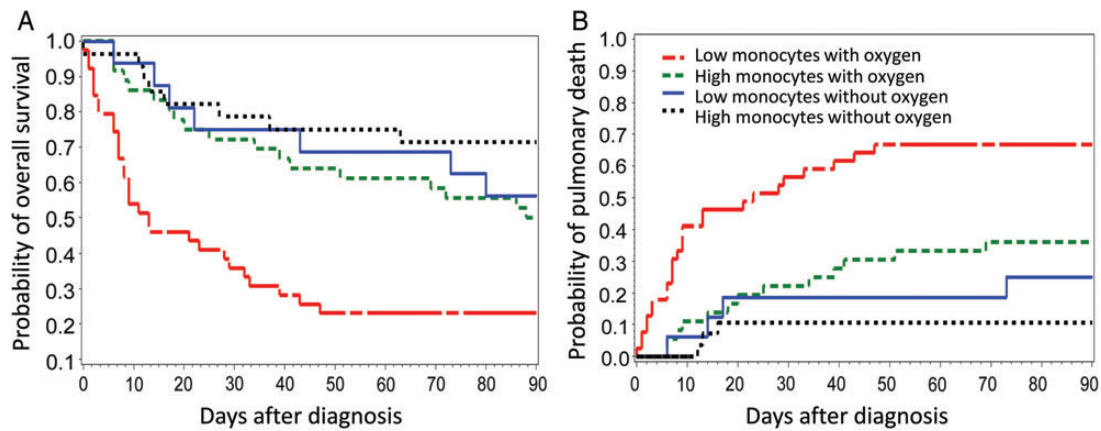 A
Probability of overall survival
1.0
0.9
0.8
0.7
0.6
0.5
0.4
0.3
0.2
0.1
0 10 20 30 40 50 60 70 80 90
Days after diagnosis
B
Probability of pulmonary death
1.0
0.9
0.8
0.7
0.6
0.5
0.4
0.3
0.2
0.1
0.0
Low monocytes with oxygen
High monocytes with oxygen
Low monocytes without oxygen
High monocytes without oxygen
0 10 20 30 40 50 60 70 80 90
Days after diagnosis